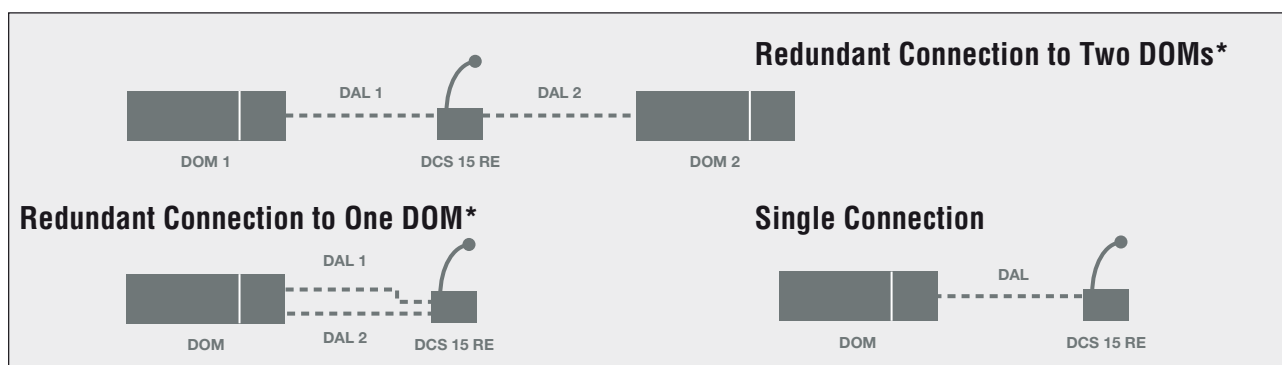 Redundant Connection to Two DOMs*
DAL 1
DAL 2
DOM 1
DCS 15 RE
DOM 2
Redundant Connection to One DOM*
DAL 1
DAL 2
DOM
DCS 15 RE
Single Connection
DAL
DOM
DCS 15 RE